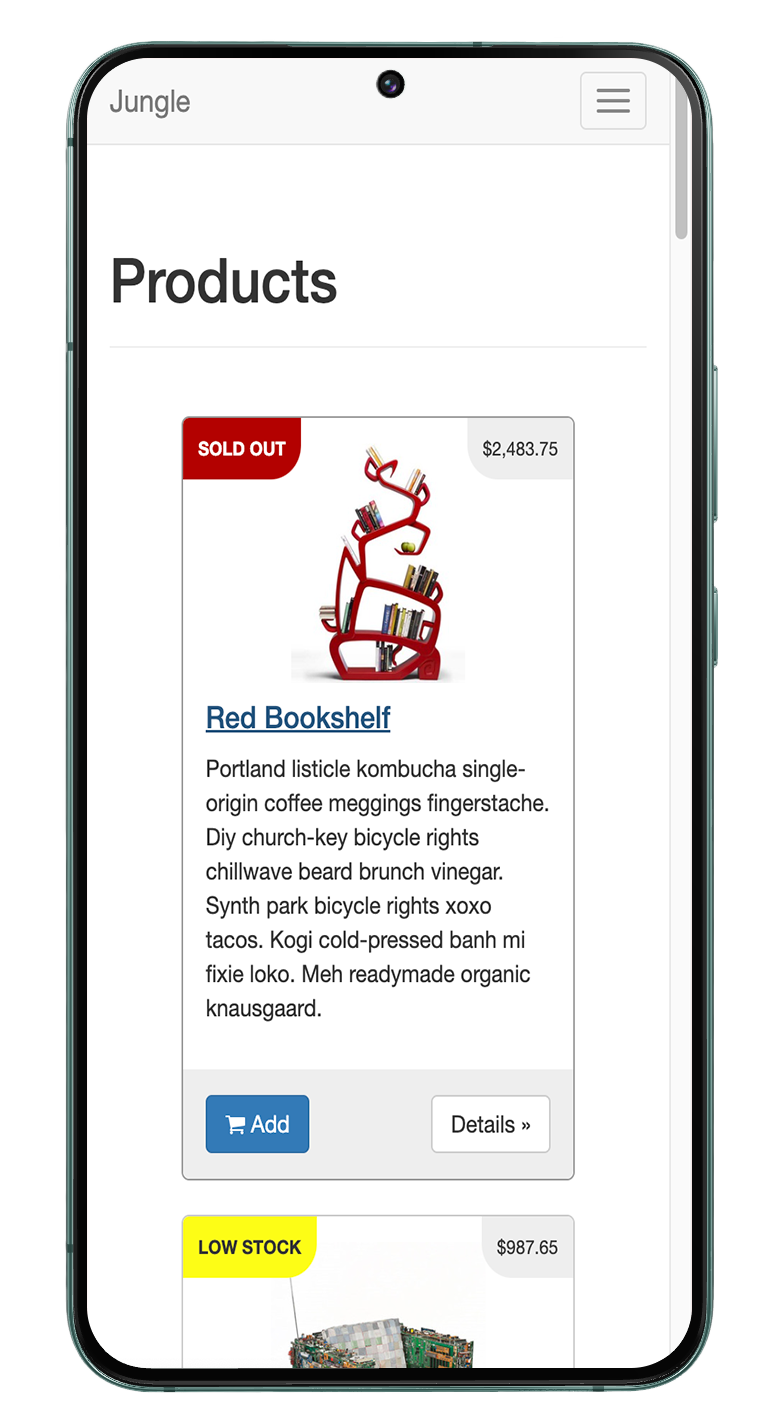 Jungle
Products
SOLD OUT
$2,483.75
Red Bookshelf
Portland listicle kombucha single-
origin coffee meggings fingerstache.
Diy church-key bicycle rights
chillwave beard brunch vinegar.
Synth park bicycle rights xoxo
tacos. Kogi cold-pressed banh mi
fixie loko. Meh readymade organic
knausgaard.
Add
Details »
LOW STOCK
$987.65